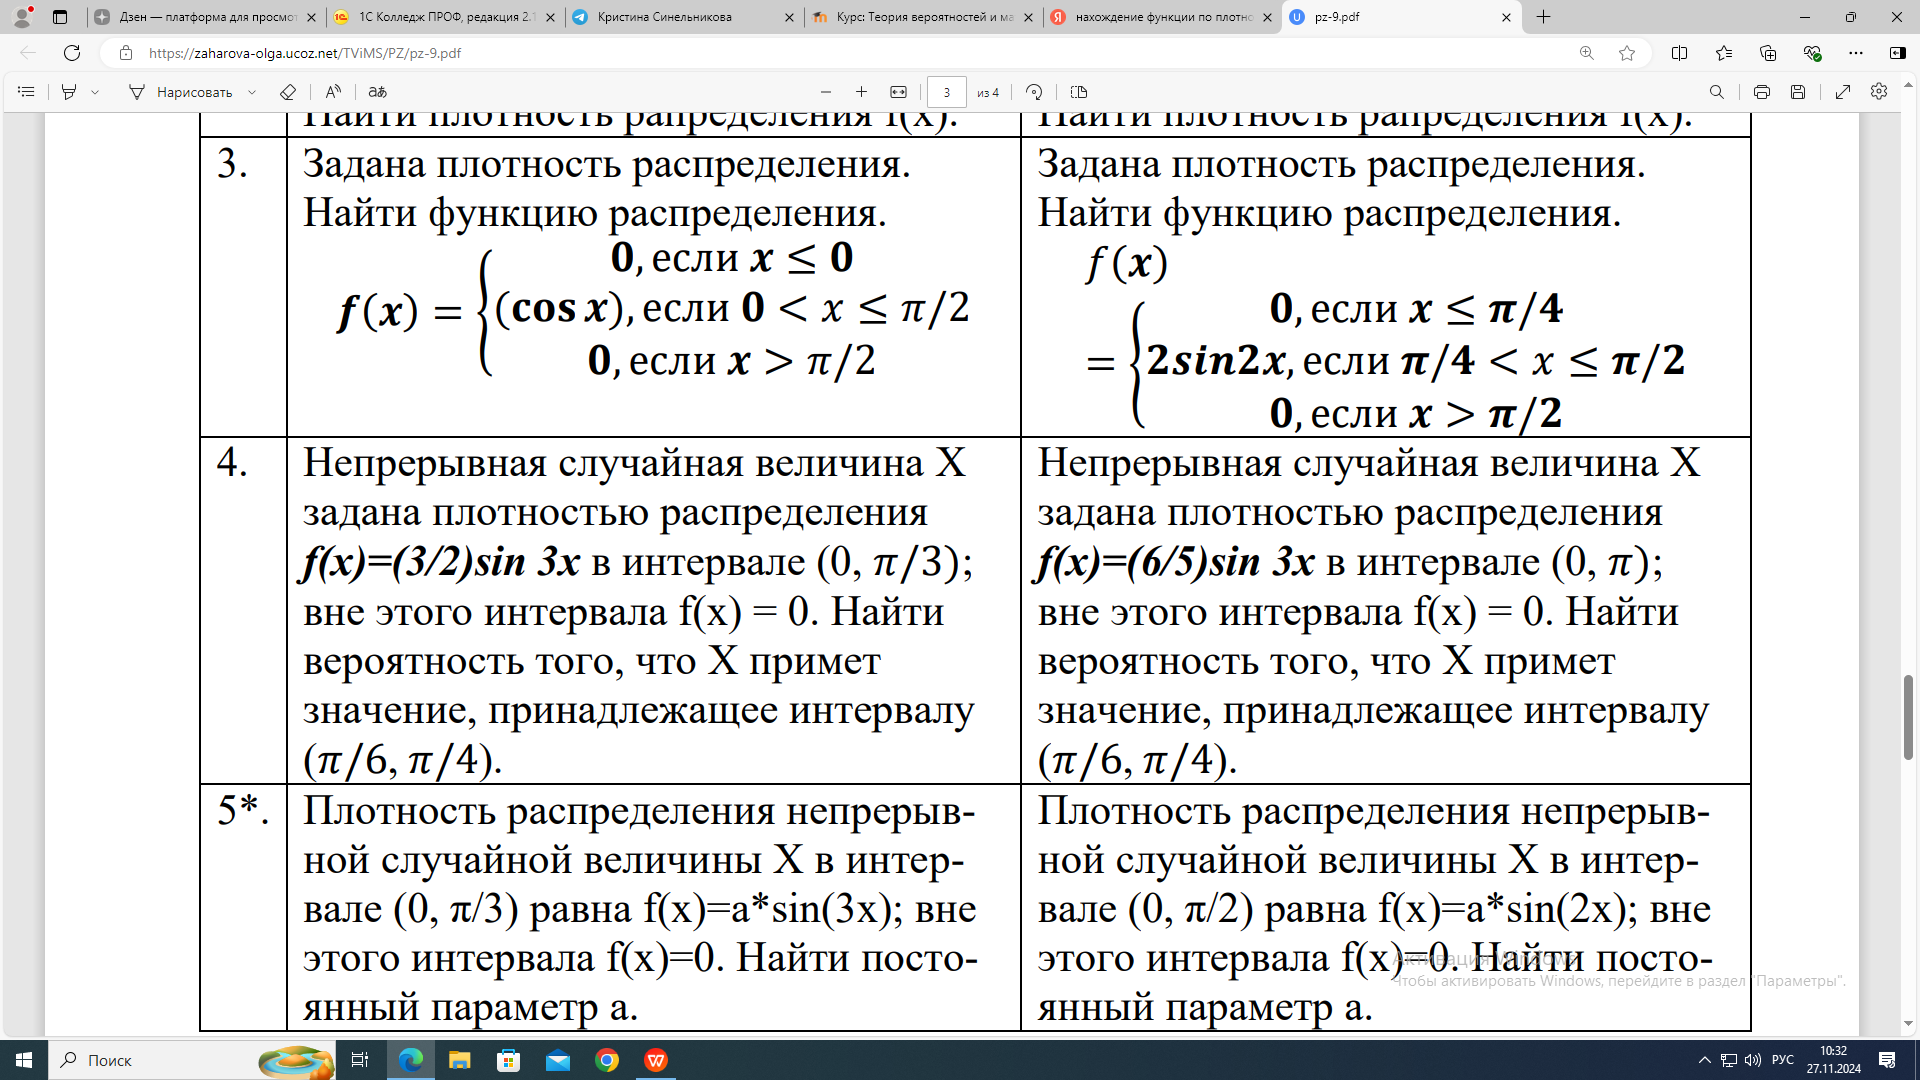 Дзен — платформа для просмот
1С Колледж ПРОФ, редакция 2.1
Кристина Синельникова
Курс: Теория вероятностей и ма
нахождение функции по плотно
pz-9.pdf
https://zaharova-olga.ucoz.net/TViMS/PZ/pz-9.pdf
Нарисовать
аあ
3
из 4
Найти плотность рапределения f(x).
Найти плотность рапределения f(x).
3.
Задана плотность распределения.
Найти функцию распределения.
f(x) = { 0, если x ≤ 0
(cos x), если 0 < x ≤ π/2
0, если x > π/2
Задана плотность распределения.
Найти функцию распределения.
f(x)
= { 0, если x ≤ π/4
2sin2x, если π/4 < x ≤ π/2
0, если x > π/2
4.
Непрерывная случайная величина X
задана плотностью распределения
f(x)=(3/2)sin 3x в интервале (0, π/3);
вне этого интервала f(x) = 0. Найти
вероятность того, что X примет
значение, принадлежащее интервалу
(π/6, π/4).
Непрерывная случайная величина X
задана плотностью распределения
f(x)=(6/5)sin 3x в интервале (0, π);
вне этого интервала f(x) = 0. Найти
вероятность того, что X примет
значение, принадлежащее интервалу
(π/6, π/4).
5*.
Плотность распределения непрерыв-
ной случайной величины X в интер-
вале (0, π/3) равна f(x)=a*sin(3x); вне
этого интервала f(x)=0. Найти посто-
янный параметр а.
Плотность распределения непрерыв-
ной случайной величины X в интер-
вале (0, π/2) равна f(x)=a*sin(2x); вне
этого интервала f(x)=0. Найти посто-
янный параметр а.
Активация Windows
Чтобы активировать Windows, перейдите в раздел "Параметры".
Поиск
РУС
10:32
27.11.2024